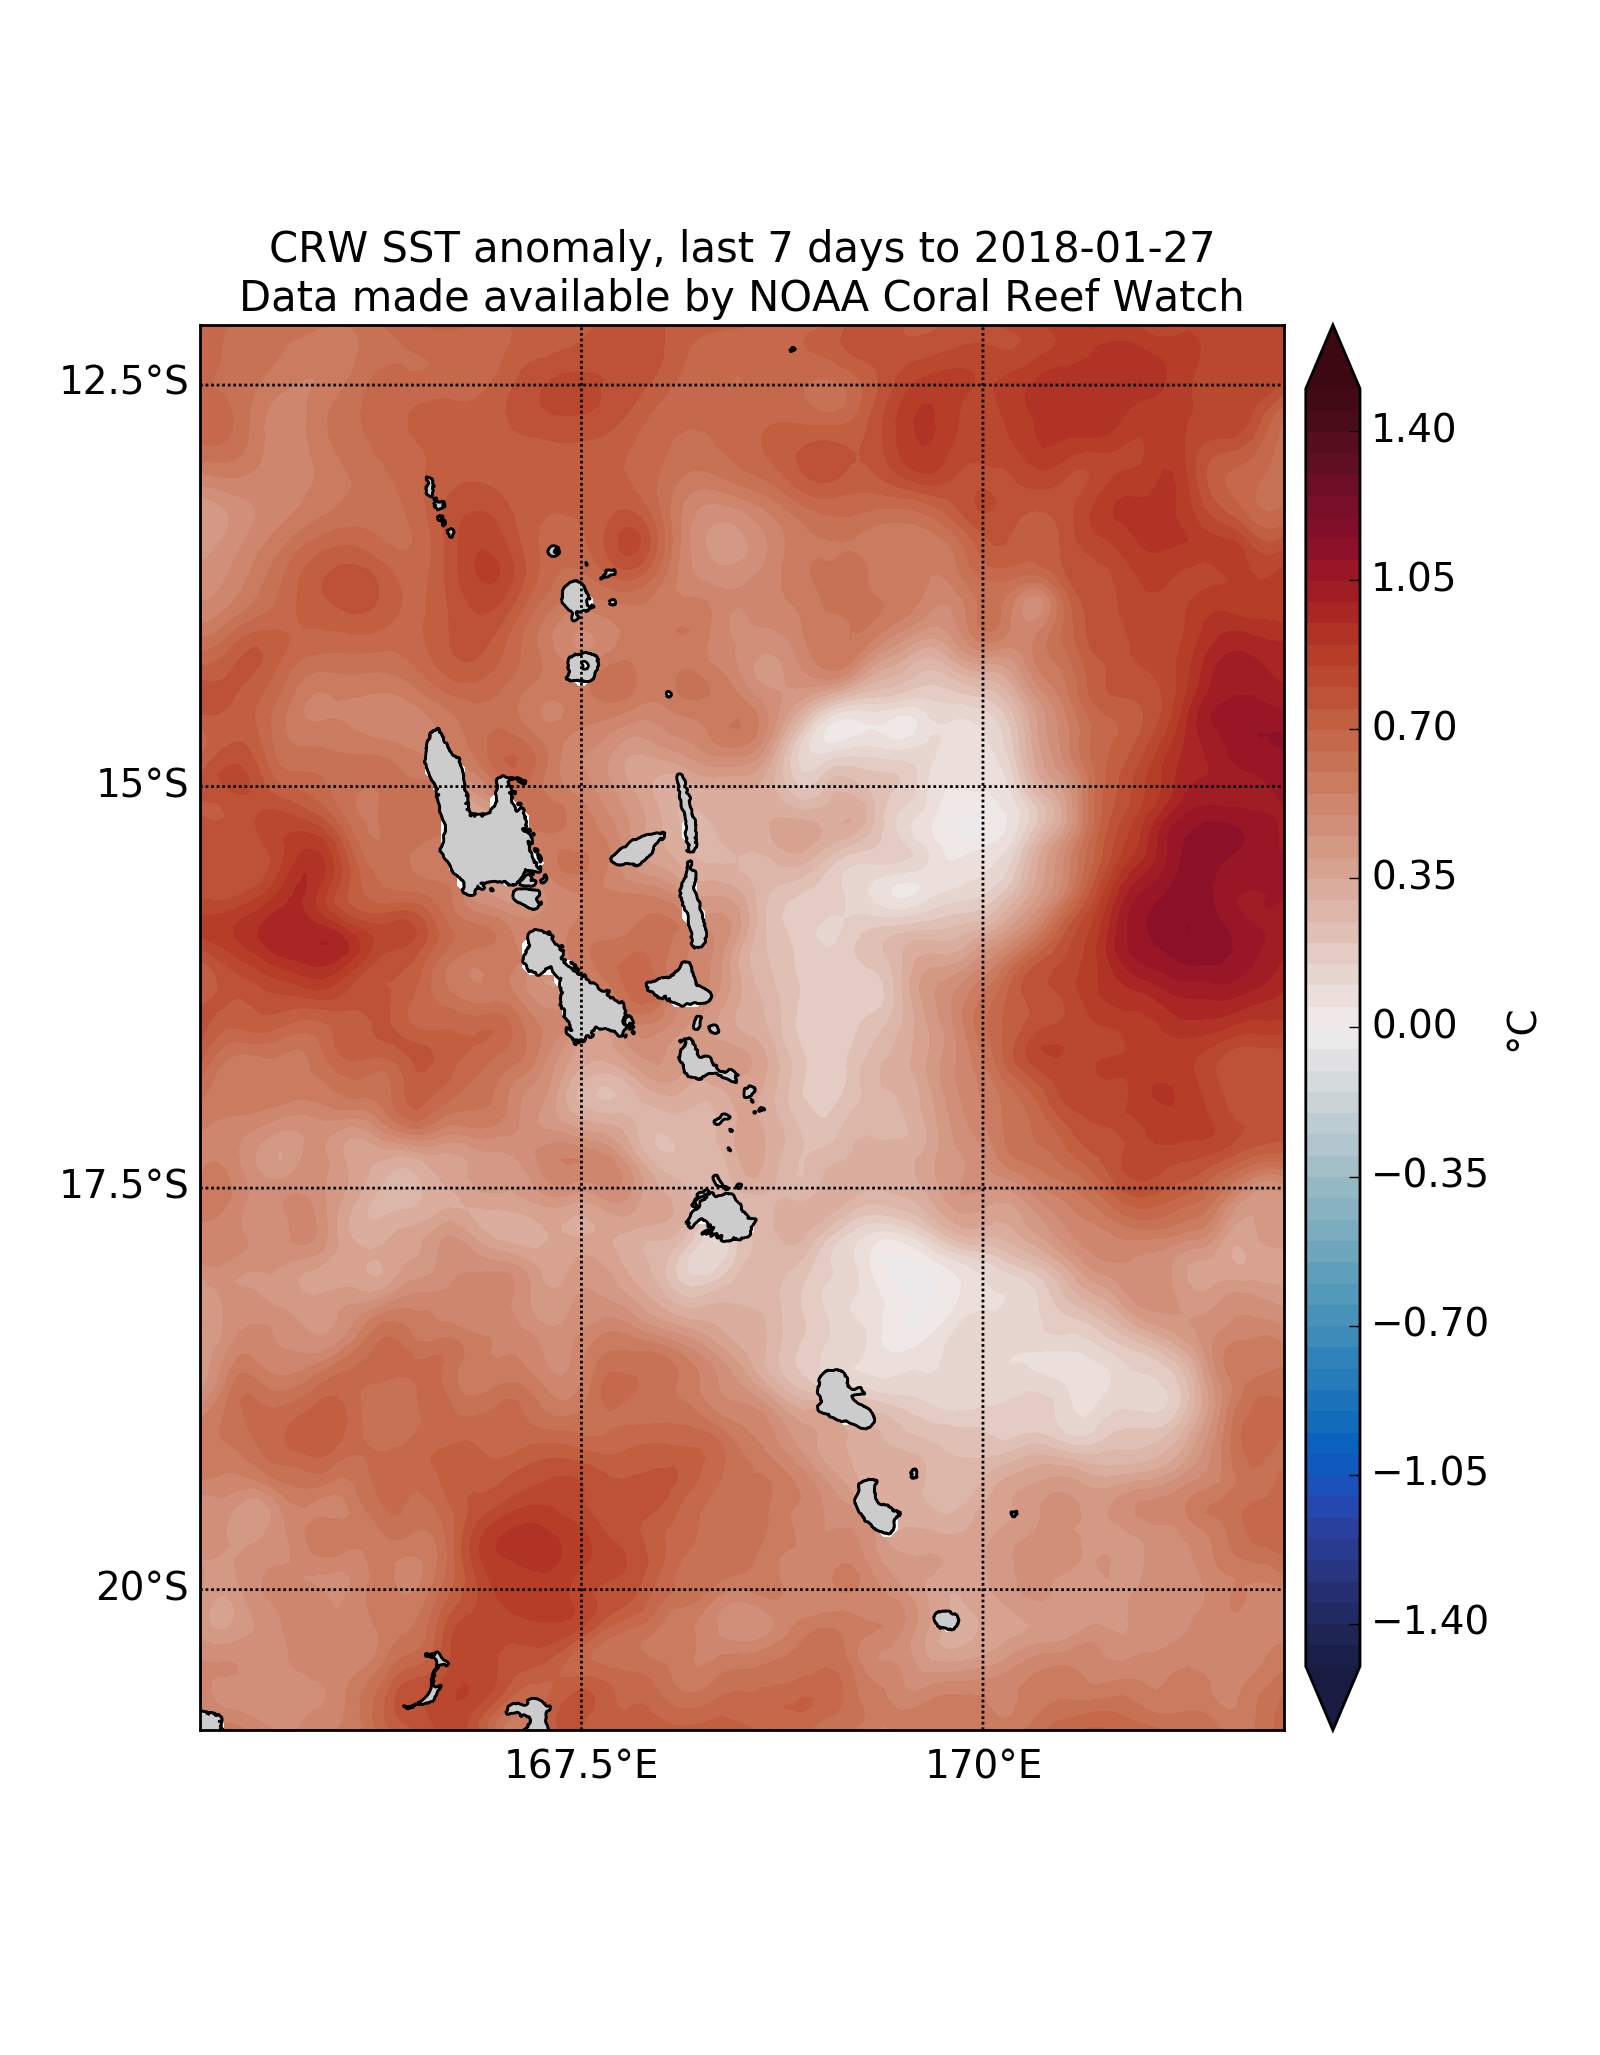 CRW SST anomaly, last 7 days to 2018-01-27
Data made available by NOAA Coral Reef Watch
12.5°S
15°S
17.5°S
20°S
167.5°E
170°E
1.40
1.05
0.70
0.35
0.00
−0.35
−0.70
−1.05
−1.40
°C